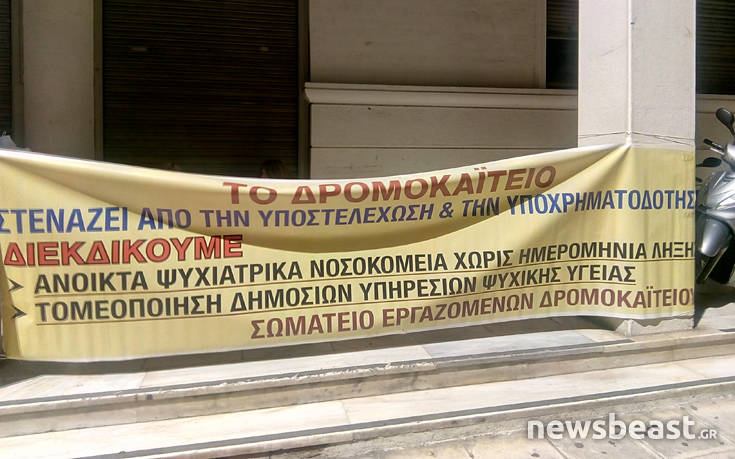 ΤΟ ΔΡΟΜΟΚΑΪΤΕΙΟ
ΣΤΕΝΑΖΕΙ ΑΠΟ ΤΗΝ ΥΠΟΣΤΕΛΕΧΩΣΗ & ΤΗΝ ΥΠΟΧΡΗΜΑΤΟΔΟΤΗΣ
ΔΙΕΚΔΙΚΟΥΜΕ
➢ ΑΝΟΙΚΤΑ ΨΥΧΙΑΤΡΙΚΑ ΝΟΣΟΚΟΜΕΙΑ ΧΩΡΙΣ ΗΜΕΡΟΜΗΝΙΑ ΛΗΞΗ
➢ ΤΟΜΕΟΠΟΙΗΣΗ ΔΗΜΟΣΙΩΝ ΥΠΗΡΕΣΙΩΝ ΨΥΧΙΚΗΣ ΥΓΕΙΑΣ
ΣΩΜΑΤΕΙΟ ΕΡΓΑΖΟΜΕΝΩΝ ΔΡΟΜΟΚΑΪΤΕΙΟΥ
newsbeast.GR